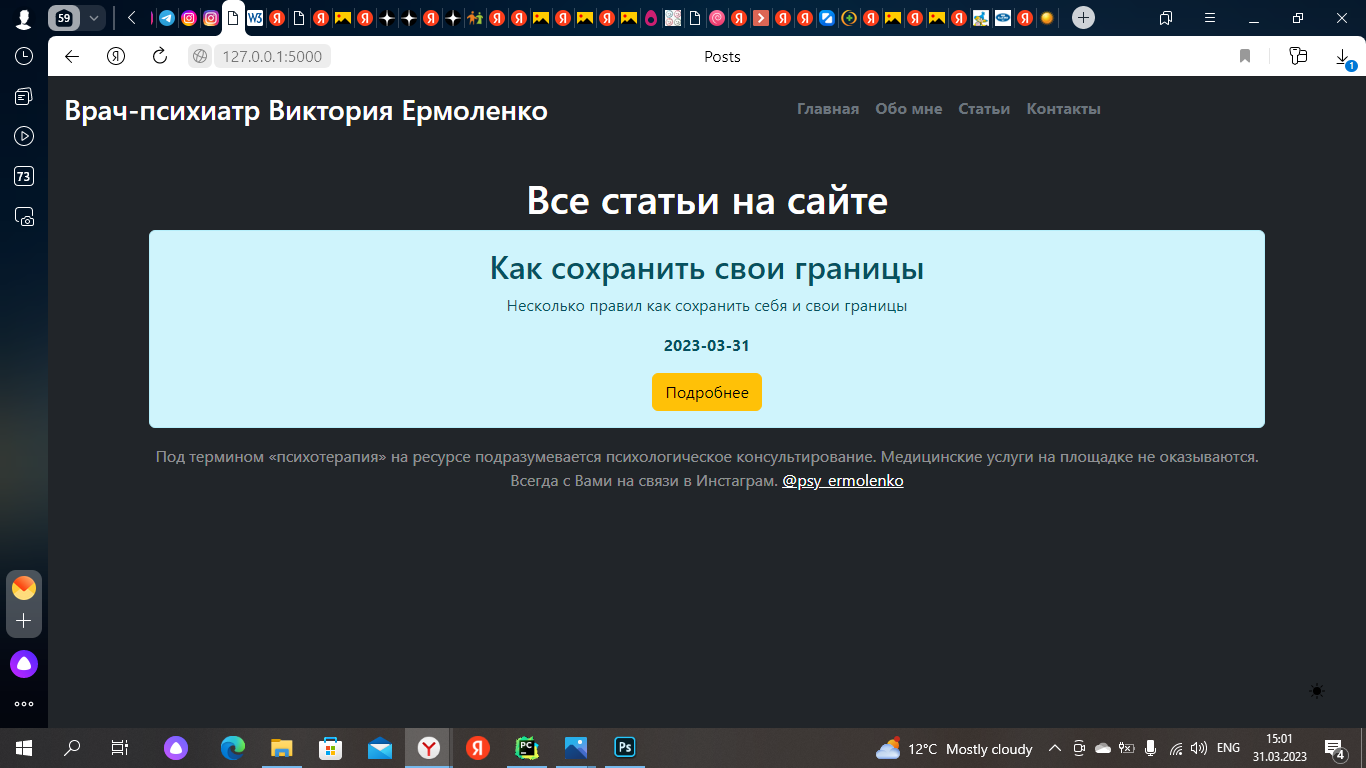 59
127.0.0.1:5000
Posts
1
73
Врач-психиатр Виктория Ермоленко
Главная Обо мне Статьи Контакты
Все статьи на сайте
Как сохранить свои границы
Несколько правил как сохранить себя и свои границы
2023-03-31
Подробнее
Под термином «психотерапия» на ресурсе подразумевается психологическое консультирование. Медицинские услуги на площадке не оказываются.
Всегда с Вами на связи в Инстаграм. @psy_ermolenko
12°C Mostly cloudy
ENG
15:01
31.03.2023
4